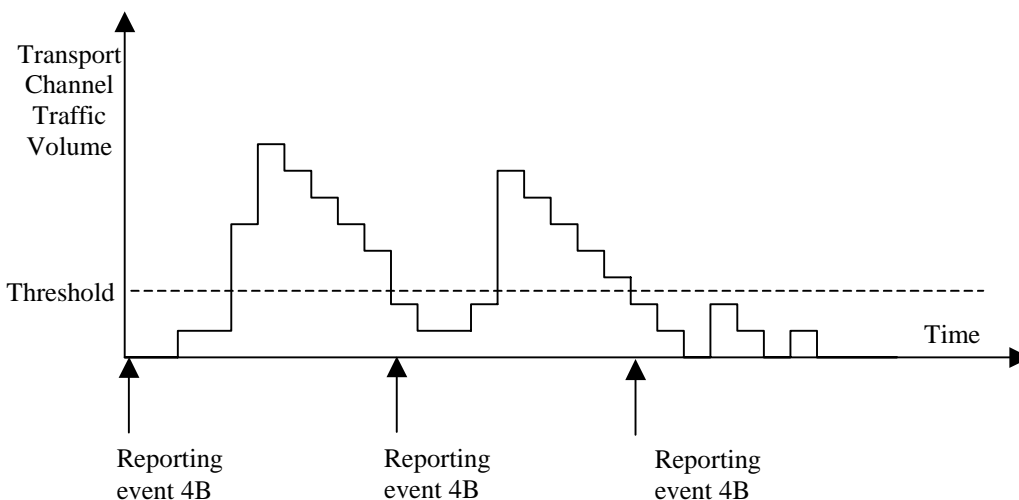 Transport
Channel
Traffic
Volume
Threshold
Time
Reporting
event 4B
Reporting
event 4B
Reporting
event 4B